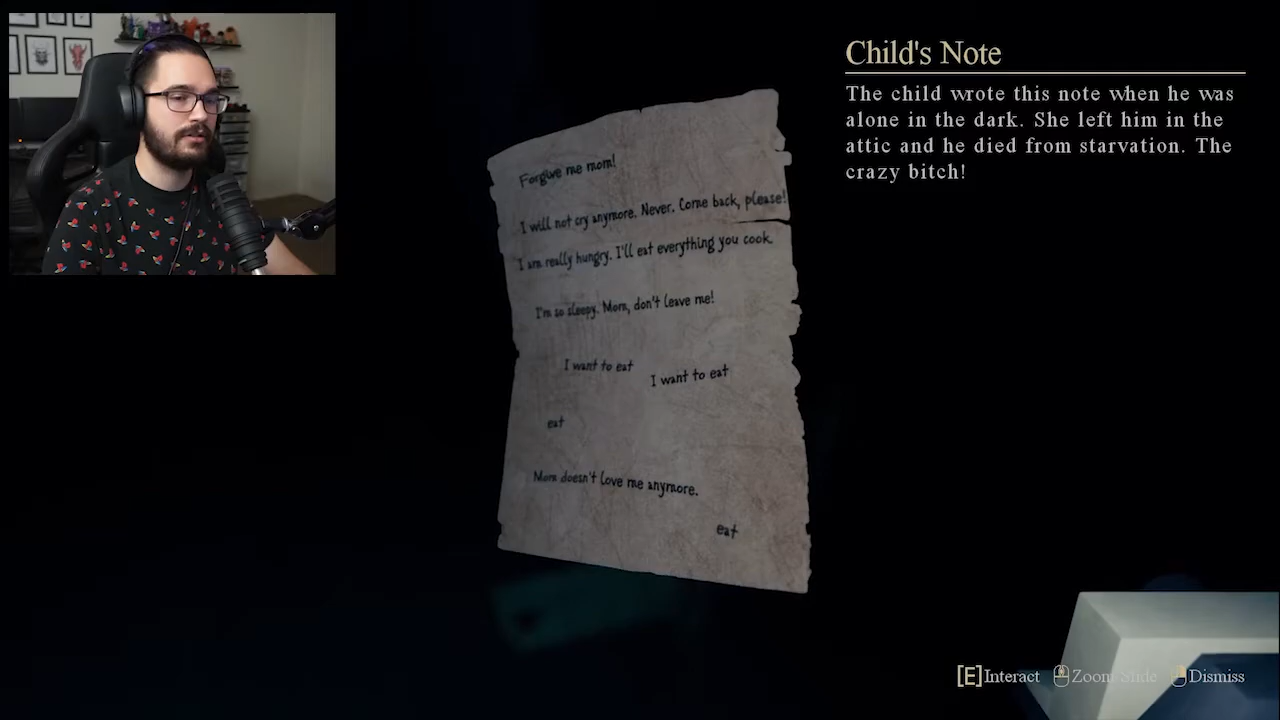 Child's Note
The child wrote this note when he was
alone in the dark. She left him in the
attic and he died from starvation. The
crazy bitch!
Forgive me mom!
I will not cry anymore. Never. Come back, please!
I am really hungry. I'll eat everything you cook.
I'm so sleepy. Mom, don't leave me!
I want to eat
I want to eat
eat
Mom doesn't love me anymore.
eat
[E]Interact Zoom Slide Dismiss